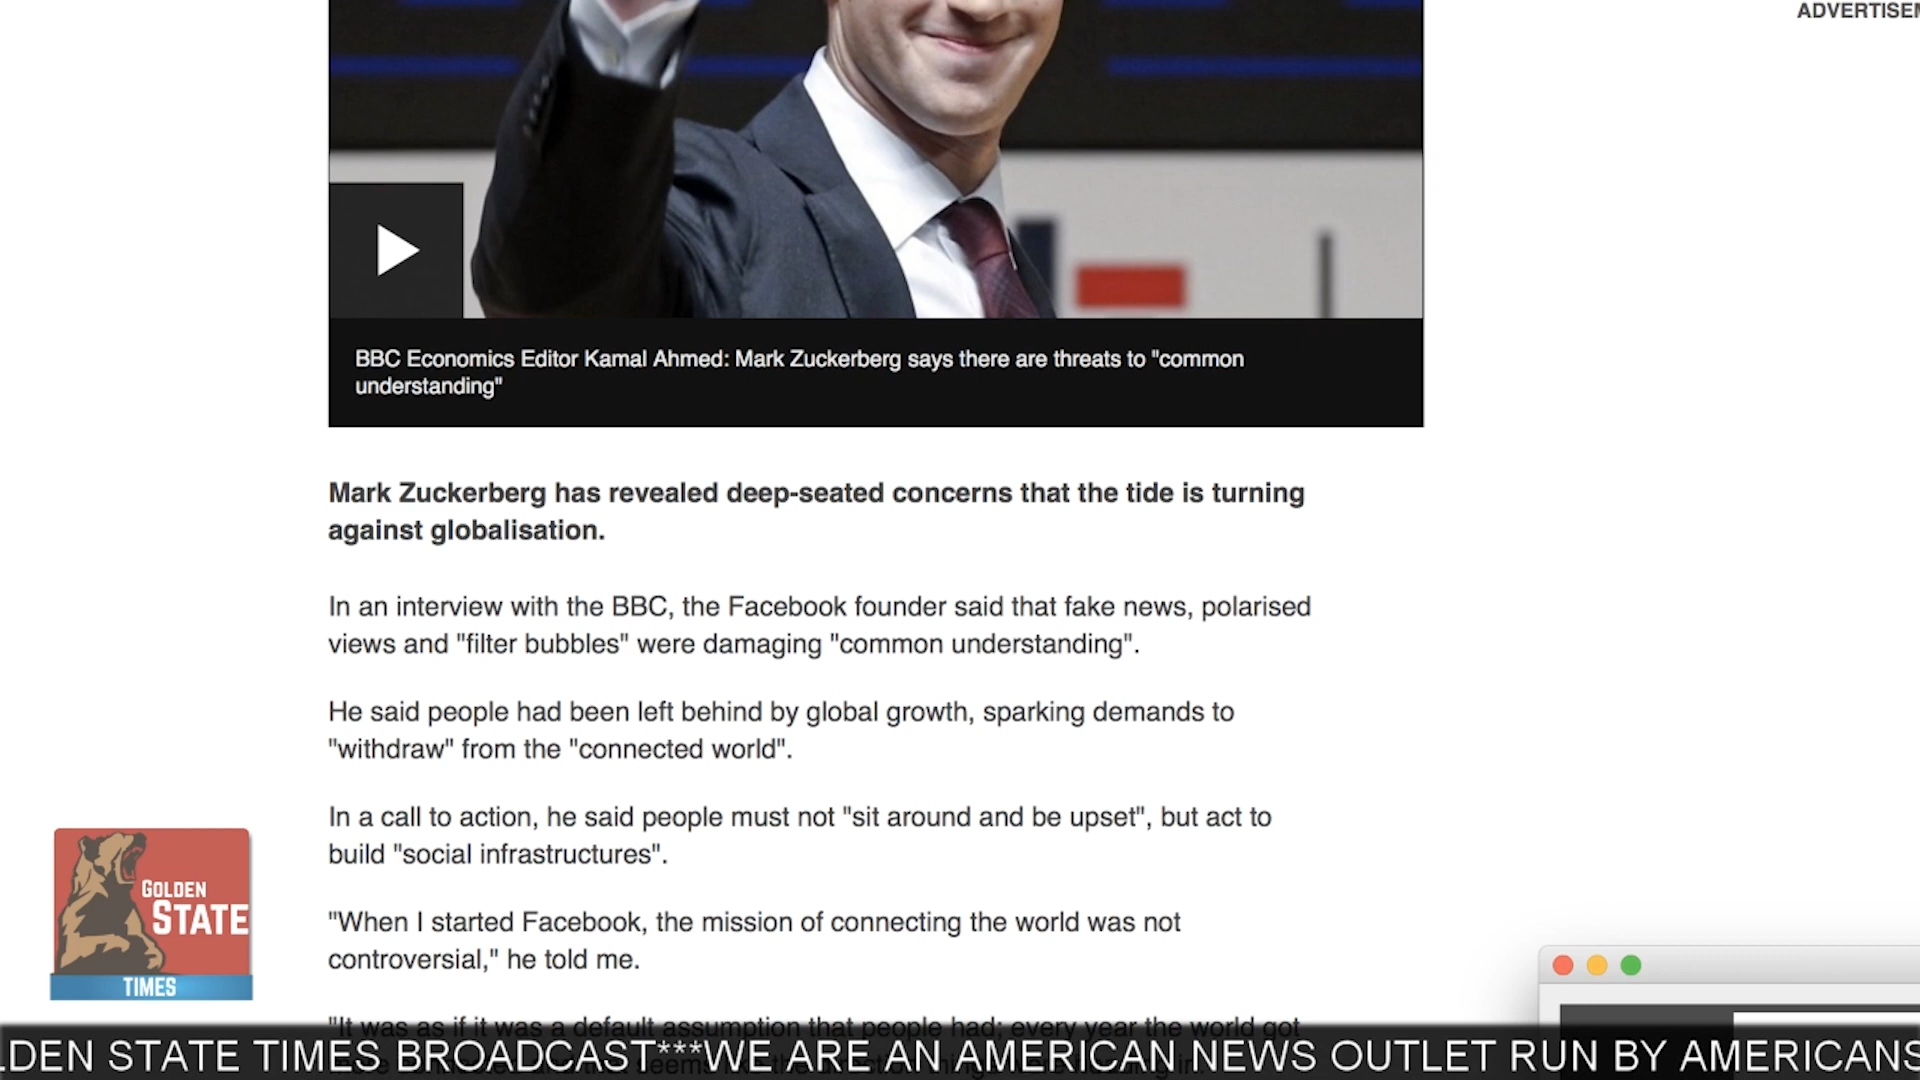 ADVERTISEM
BBC Economics Editor Kamal Ahmed: Mark Zuckerberg says there are threats to "common
understanding"
Mark Zuckerberg has revealed deep-seated concerns that the tide is turning
against globalisation.
In an interview with the BBC, the Facebook founder said that fake news, polarised
views and "filter bubbles" were damaging "common understanding".
He said people had been left behind by global growth, sparking demands to
"withdraw" from the "connected world".
In a call to action, he said people must not "sit around and be upset", but act to
build "social infrastructures".
"When I started Facebook, the mission of connecting the world was not
controversial," he told me.
"It was as if it was a default assumption that people had; every year the world got
GOLDEN
STATE
TIMES
LDEN STATE TIMES BROADCAST***WE ARE AN AMERICAN NEWS OUTLET RUN BY AMERICANS